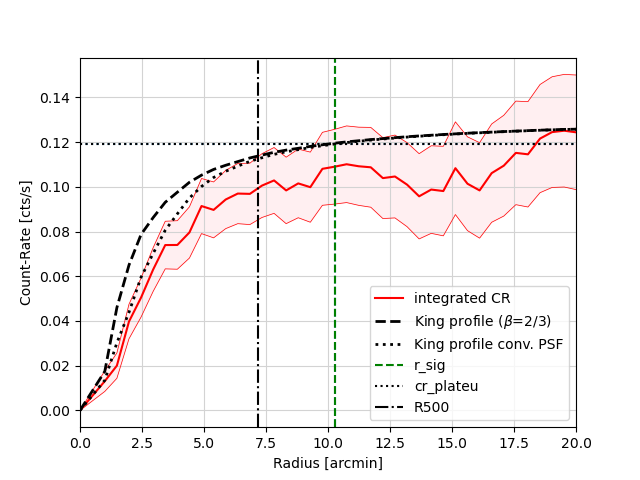 Count-Rate [cts/s]
0.14
0.12
0.10
0.08
0.06
0.04
0.02
0.00
integrated CR
King profile (β=2/3)
King profile conv. PSF
r_sig
cr_plateu
R500
0.0 2.5 5.0 7.5 10.0 12.5 15.0 17.5 20.0
Radius [arcmin]